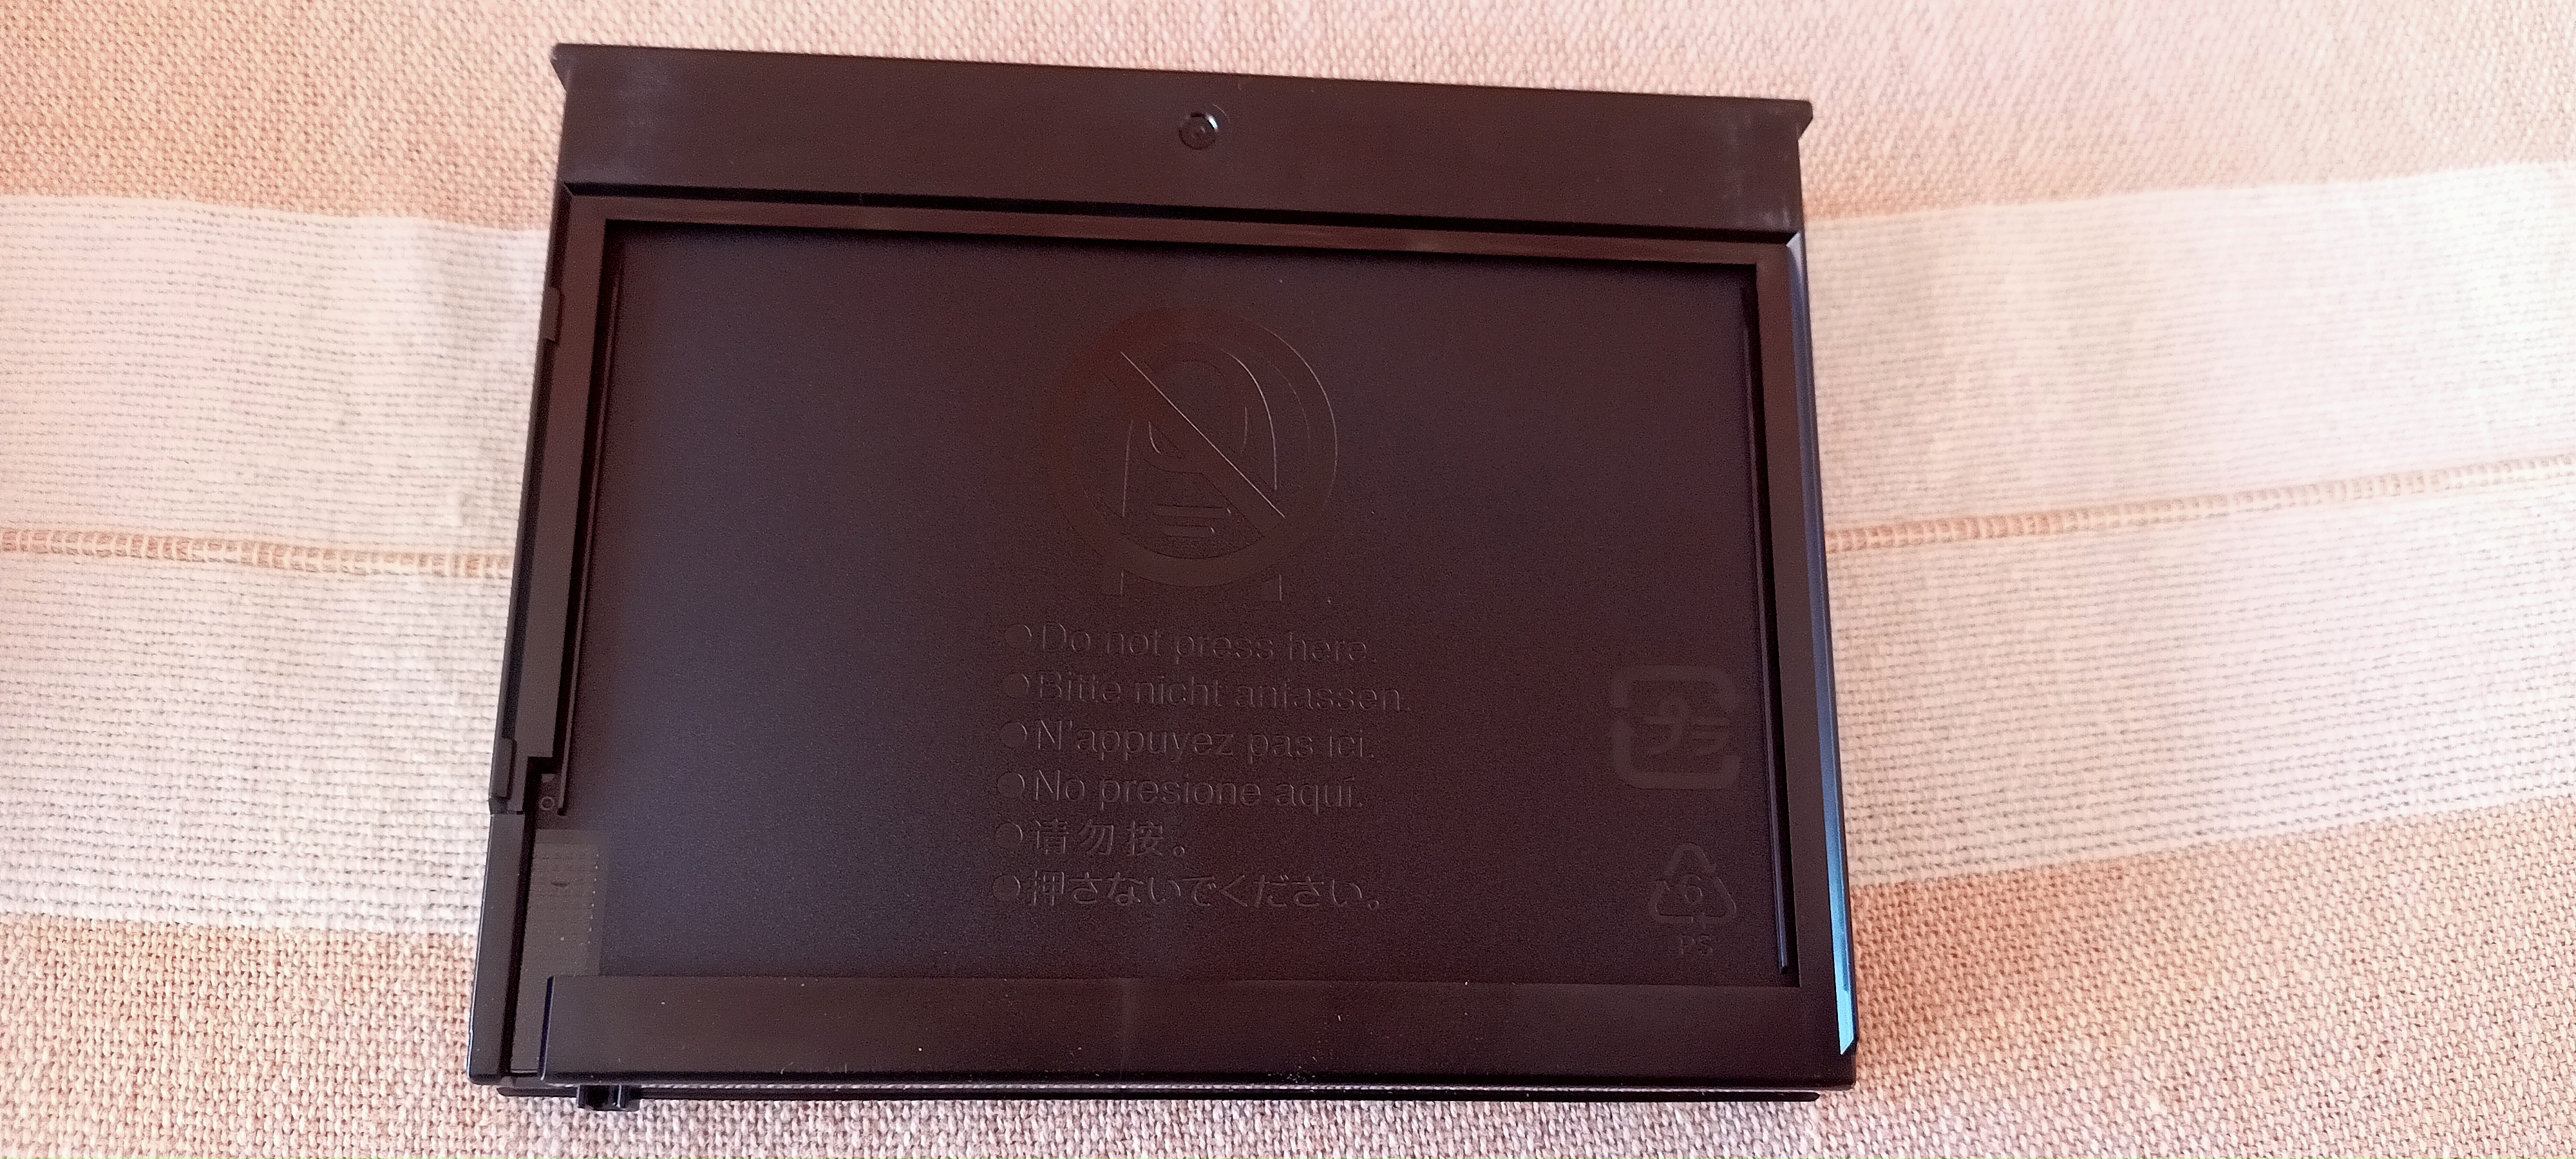 ●Do not press here.
●Bitte nicht anfassen.
●N'appuyez pas ici.
●No presione aquí.
●请勿按。
●押さないでください。
プラ
6
PS